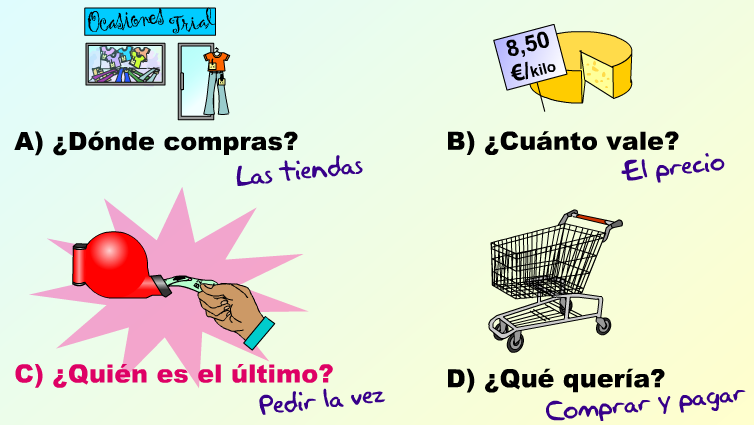 Ocasiones Trial
8,50
€/kilo
A) ¿Dónde compras?
Las tiendas
B) ¿Cuánto vale?
El precio
C) ¿Quién es el último?
Pedir la vez
D) ¿Qué quería?
Comprar y pagar